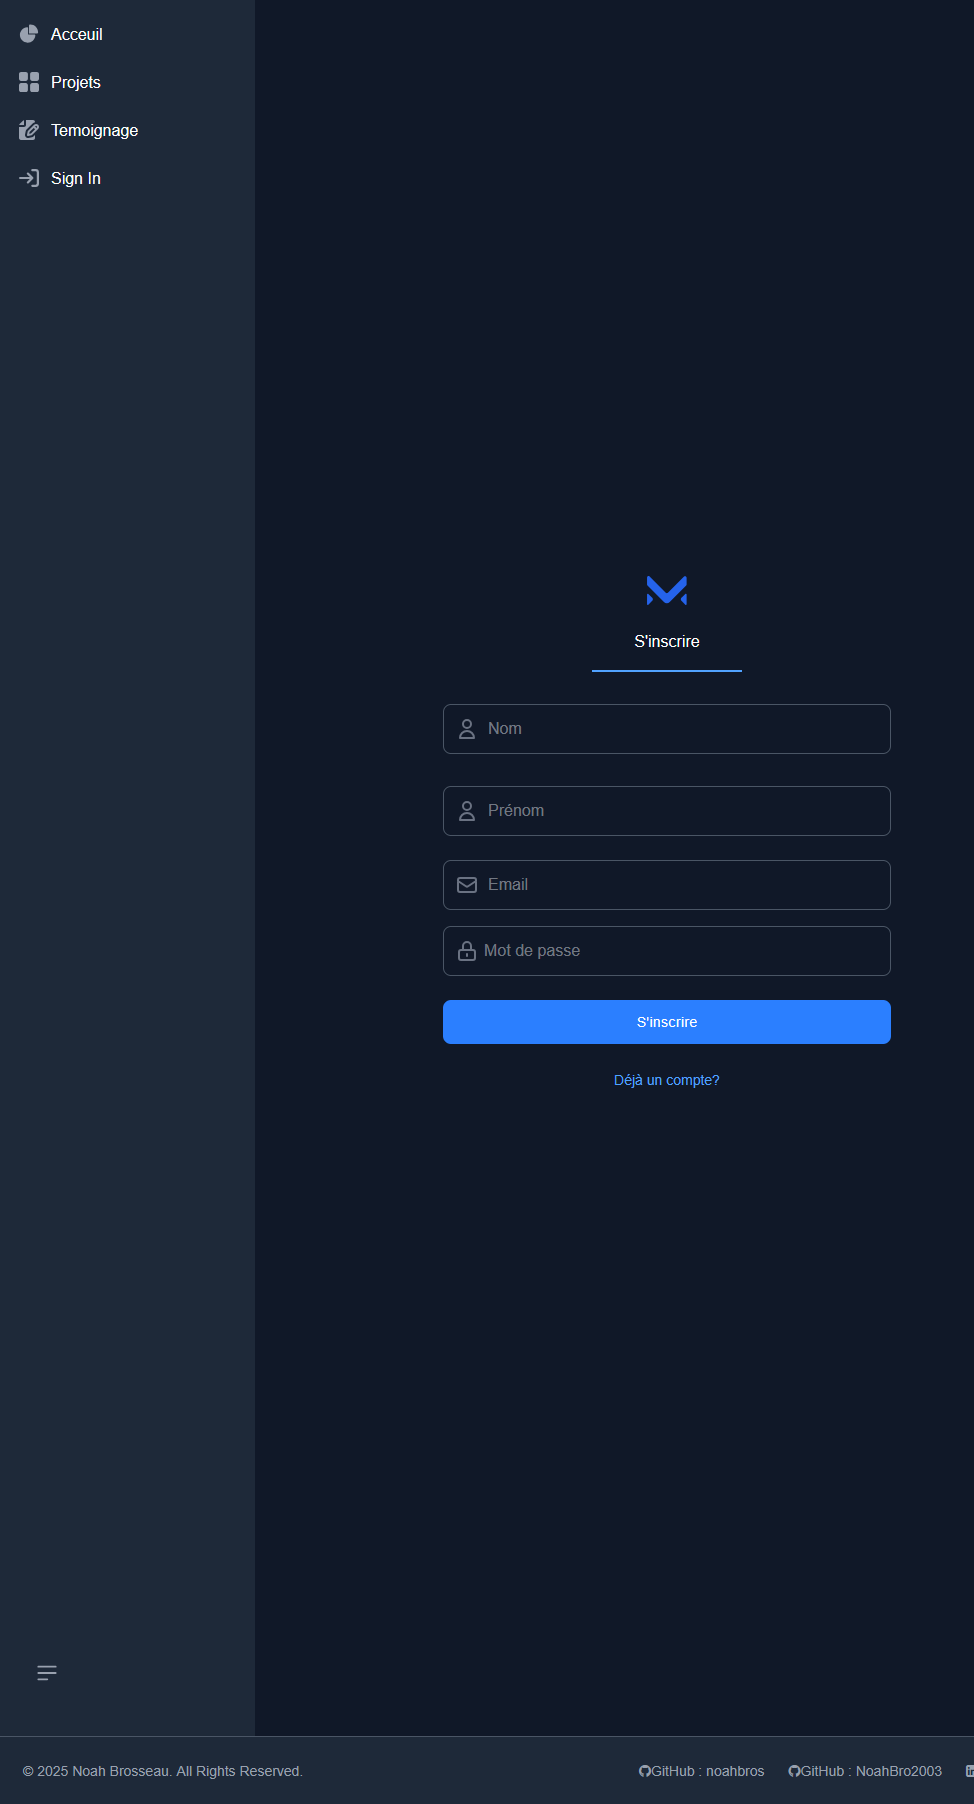 Acceuil
Projets
Temoignage
Sign In
S'inscrire
Nom
Prénom
Email
Mot de passe
S'inscrire
Déjà un compte?
© 2025 Noah Brosseau. All Rights Reserved.
GitHub : noahbros
GitHub : NoahBro2003